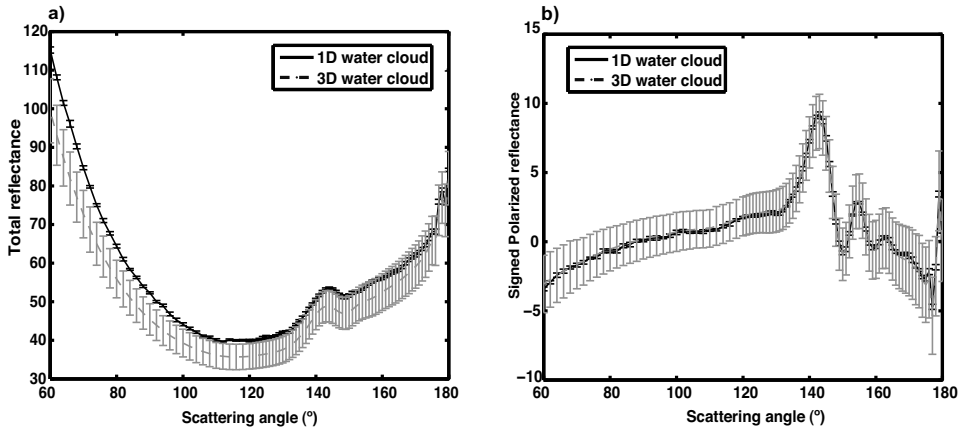 a)
120
110
100
90
80
70
60
50
40
30
Total reflectance
60 80 100 120 140 160 180
Scattering angle (°)
1D water cloud
3D water cloud
b)
15
10
5
0
−5
−10
Signed Polarized reflectance
60 80 100 120 140 160 180
Scattering angle (°)
1D water cloud
3D water cloud